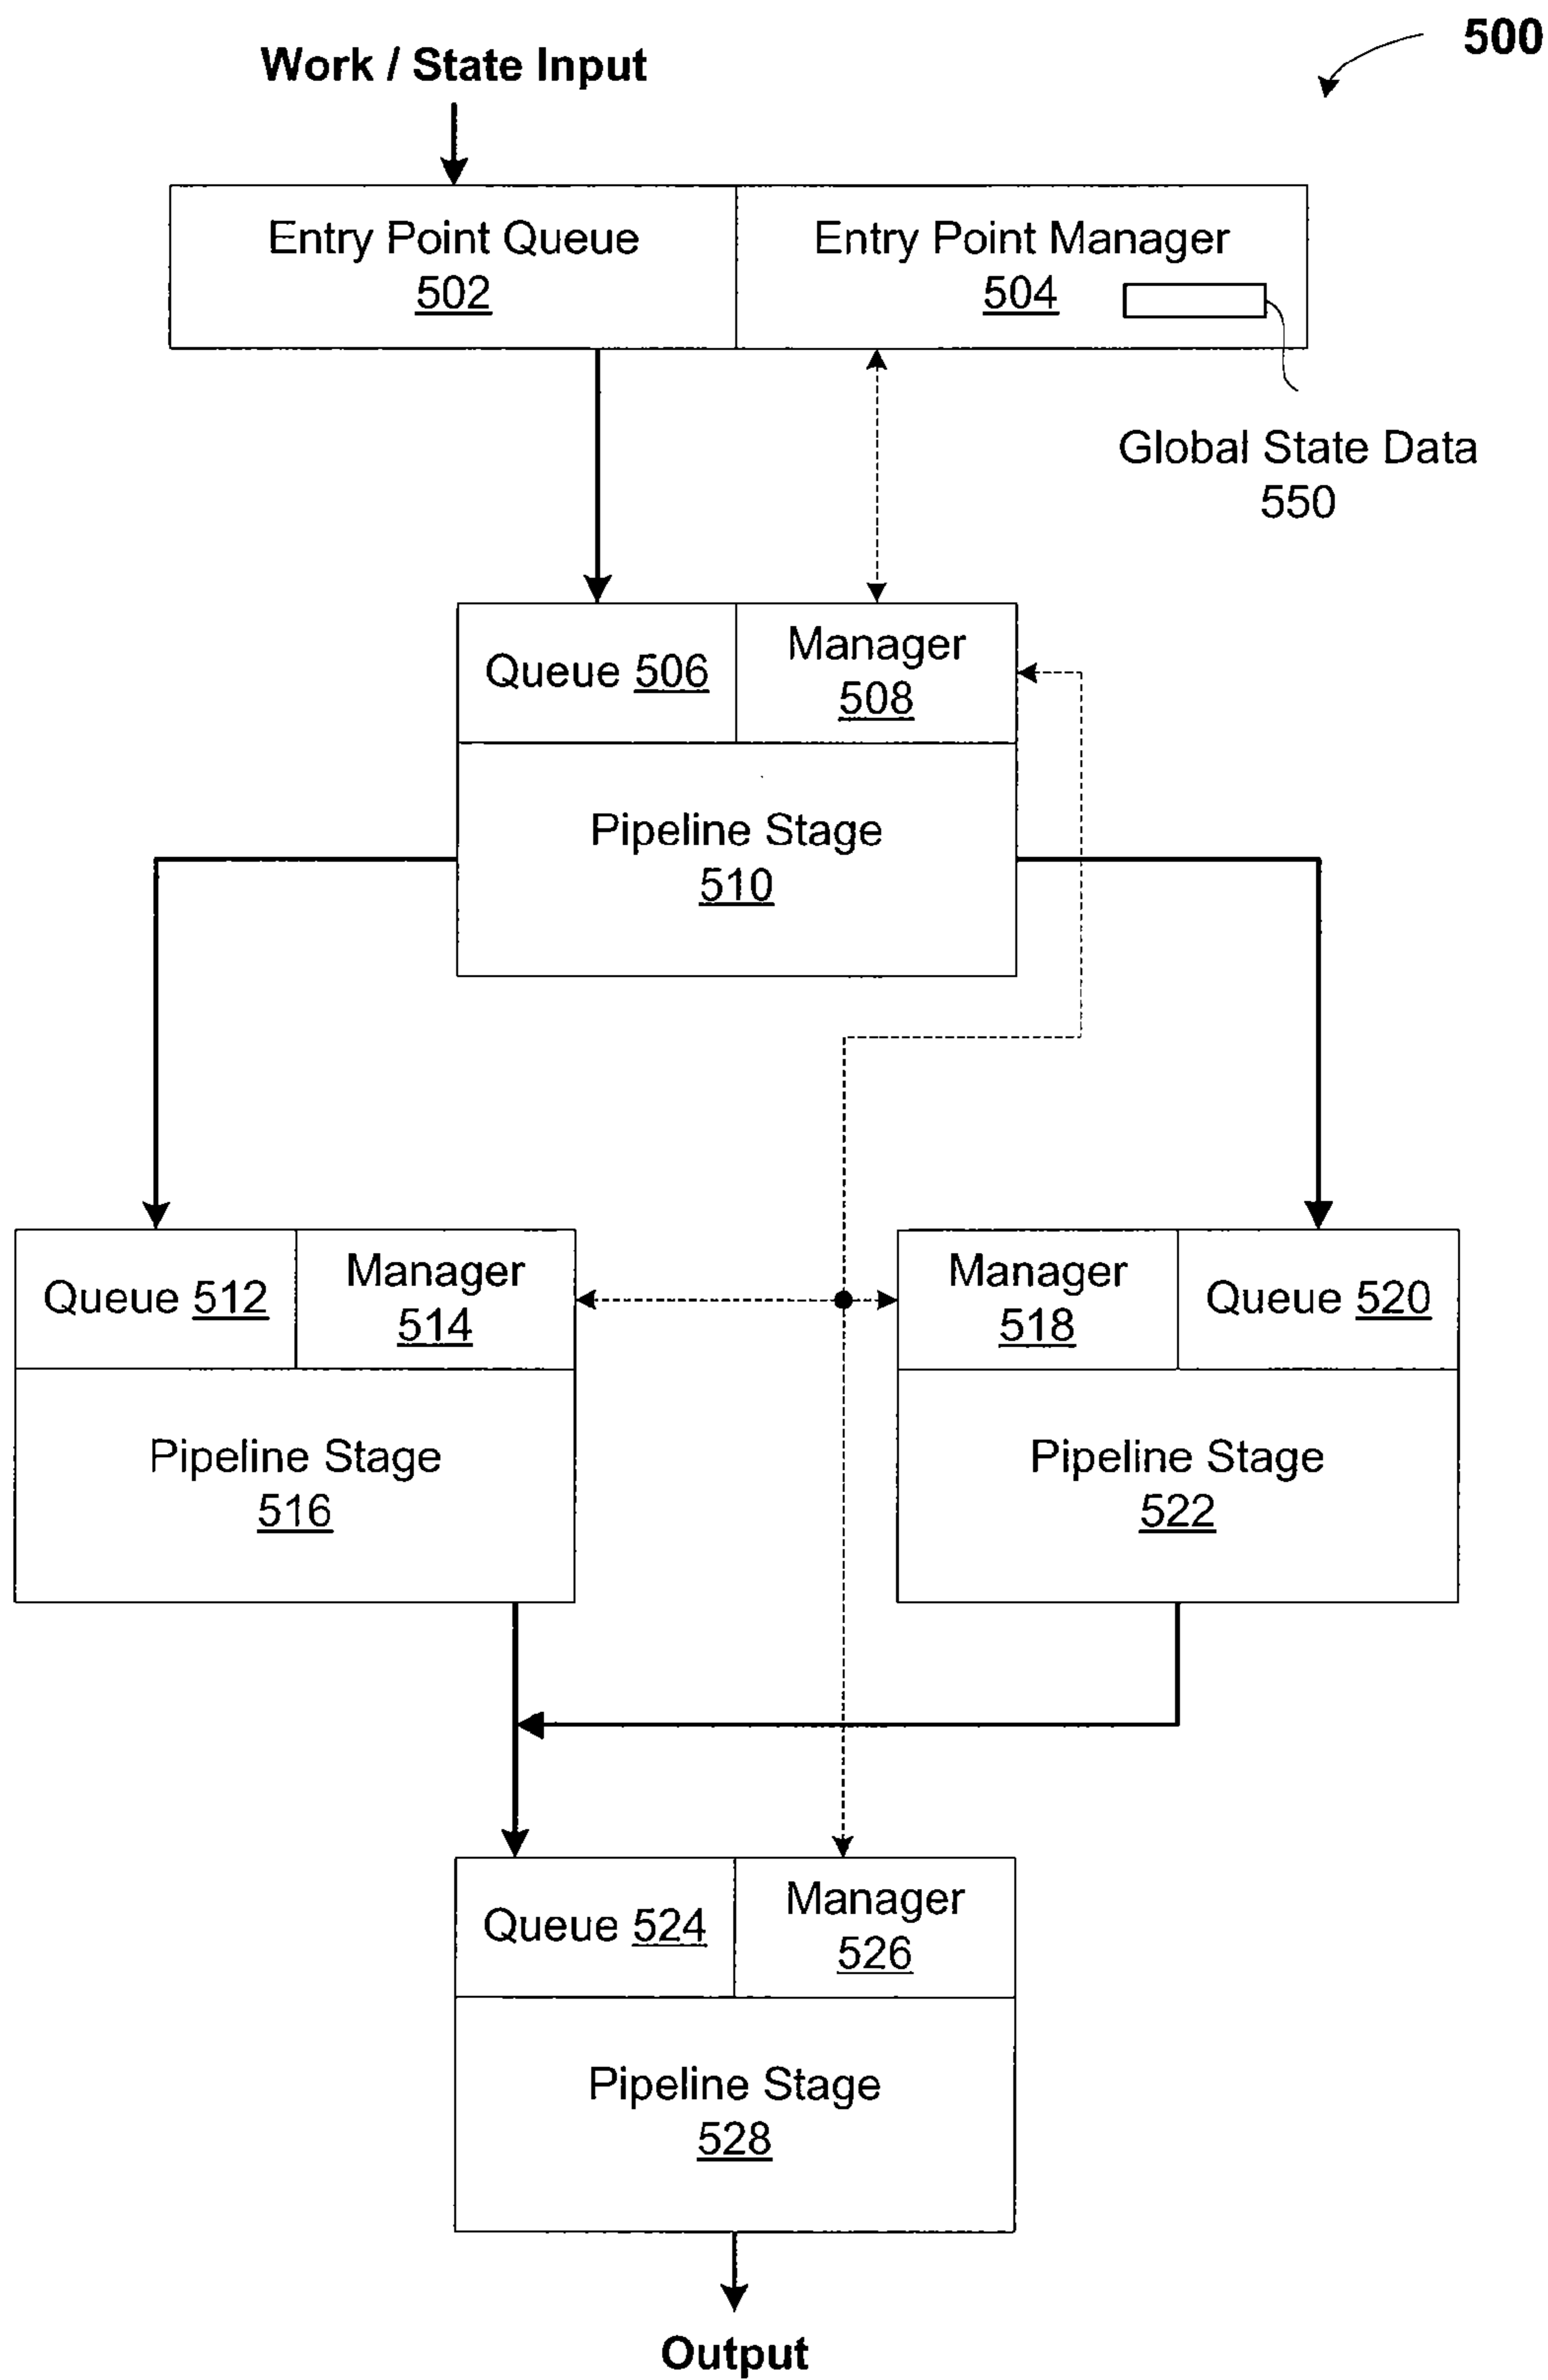 500
Work / State Input
Entry Point Queue
502
Entry Point Manager
504
Global State Data
550
Queue 506
Manager
508
Pipeline Stage
510
Queue 512
Manager
514
Pipeline Stage
516
Manager
518
Queue 520
Pipeline Stage
522
Queue 524
Manager
526
Pipeline Stage
528
Output